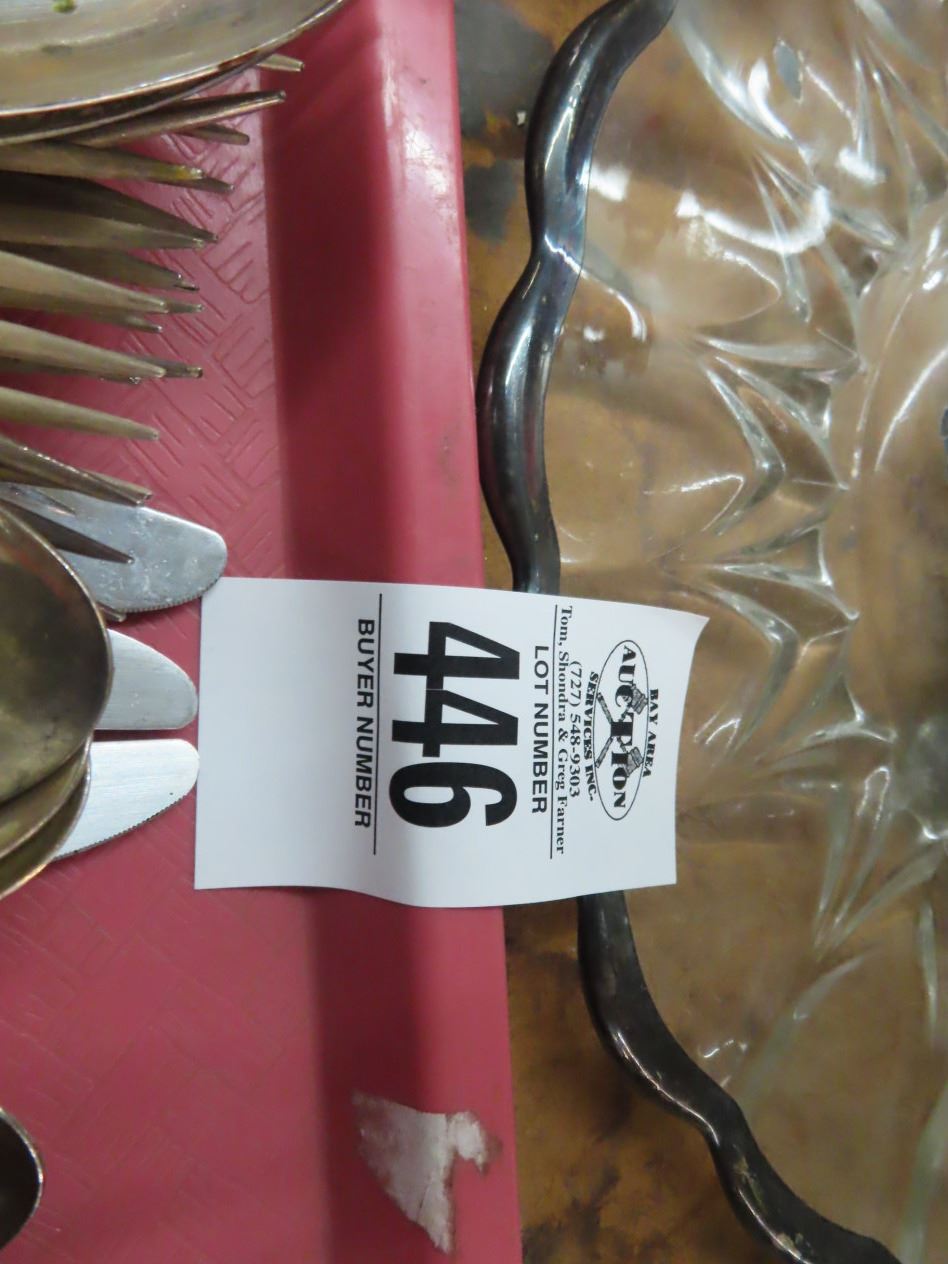 BAY AREA
AUCTION
SERVICES INC.
(727) 548-9303
Tom, Shondra & Greg Farner
LOT NUMBER
446
BUYER NUMBER